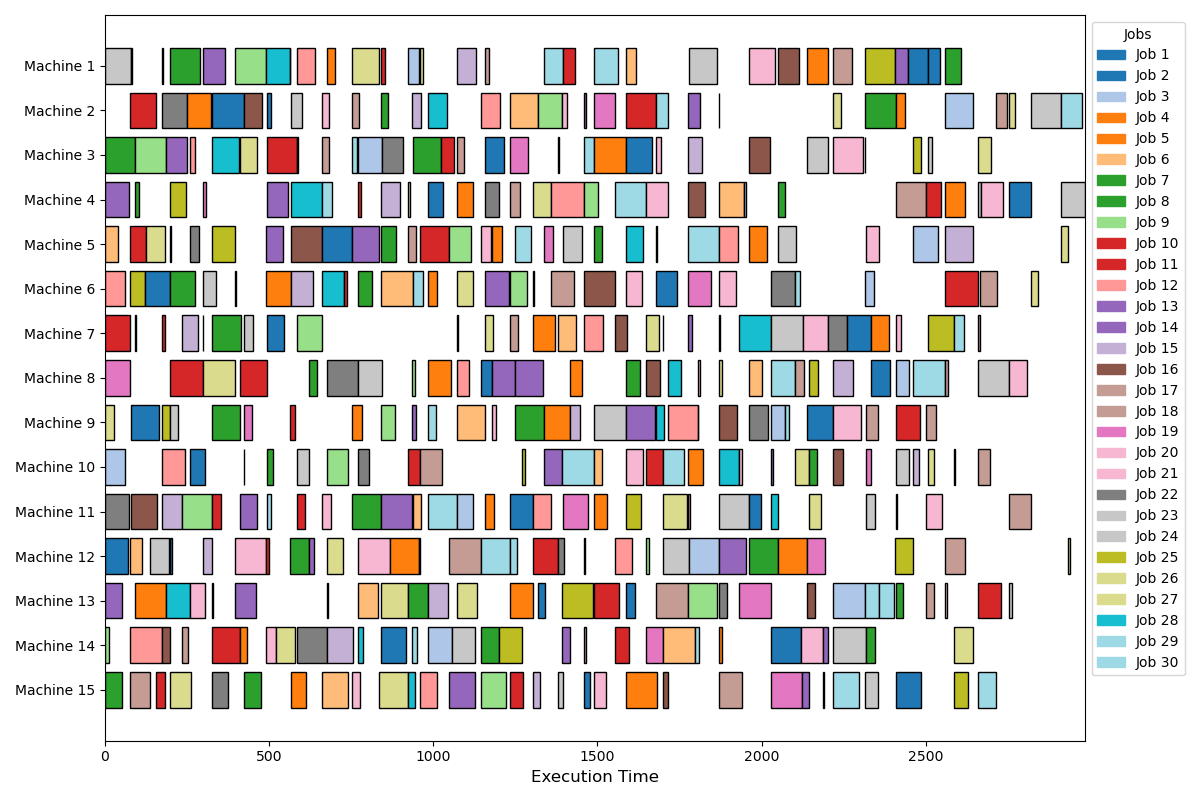 Machine 1
Machine 2
Machine 3
Machine 4
Machine 5
Machine 6
Machine 7
Machine 8
Machine 9
Machine 10
Machine 11
Machine 12
Machine 13
Machine 14
Machine 15
0 500 1000 1500 2000 2500
Execution Time
Jobs
Job 1
Job 2
Job 3
Job 4
Job 5
Job 6
Job 7
Job 8
Job 9
Job 10
Job 11
Job 12
Job 13
Job 14
Job 15
Job 16
Job 17
Job 18
Job 19
Job 20
Job 21
Job 22
Job 23
Job 24
Job 25
Job 26
Job 27
Job 28
Job 29
Job 30